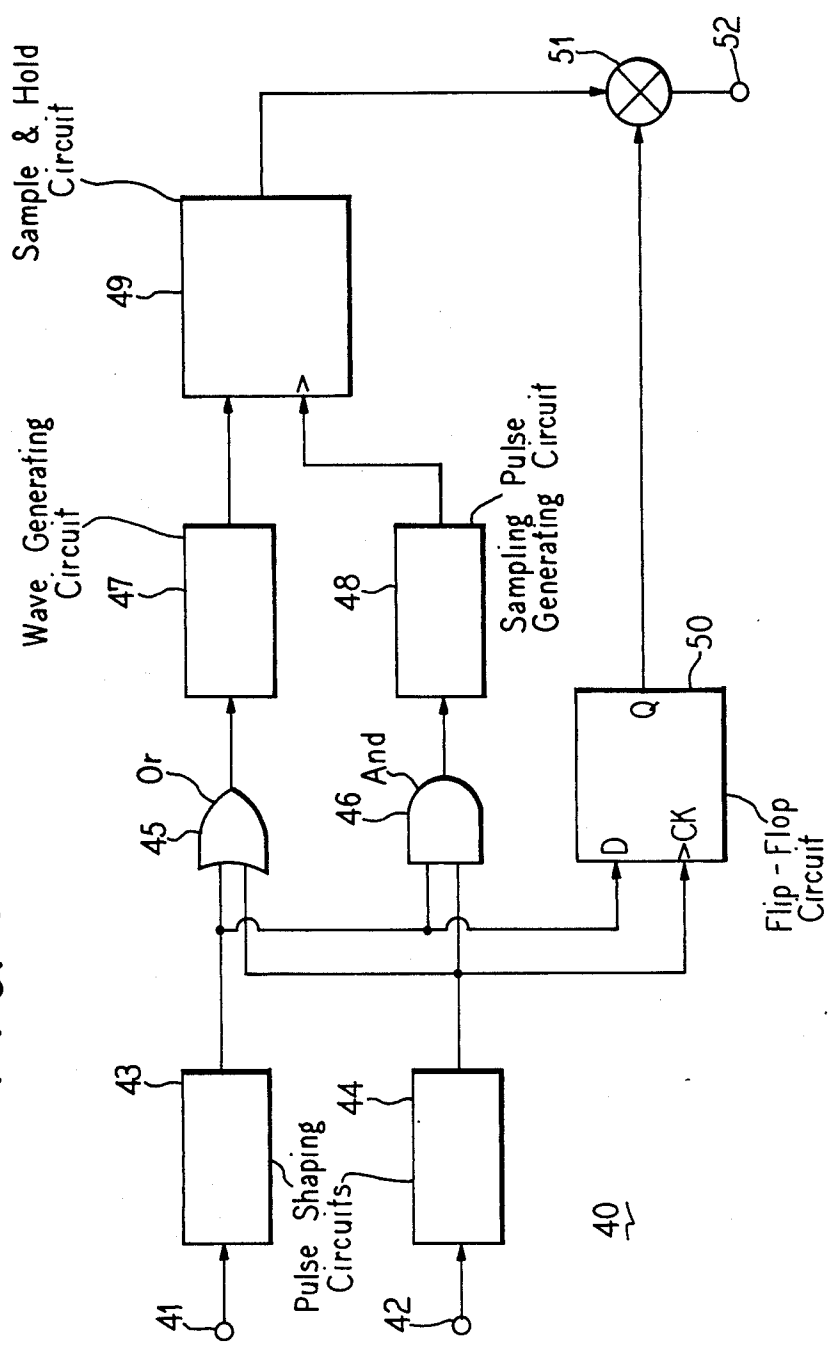 41
42
43
Pulse Shaping
Circuits
44
40
Or
45
46
And
D
>CK
Q
50
Flip-Flop
Circuit
Wave Generating
Circuit
47
48
Sampling Pulse
Generating Circuit
Sample & Hold
Circuit
49
>
51
52